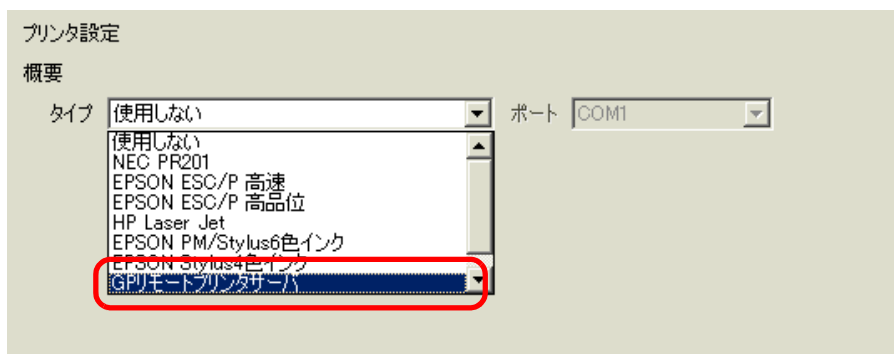 プリンタ設定
概要
タイプ 使用しない ポート COM1
使用しない
NEC PR201
EPSON ESC/P 高速
EPSON ESC/P 高品位
HP Laser Jet
EPSON PM/Stylus6色インク
EPSON Stylus4色インク
GPリモートプリンタサーバ